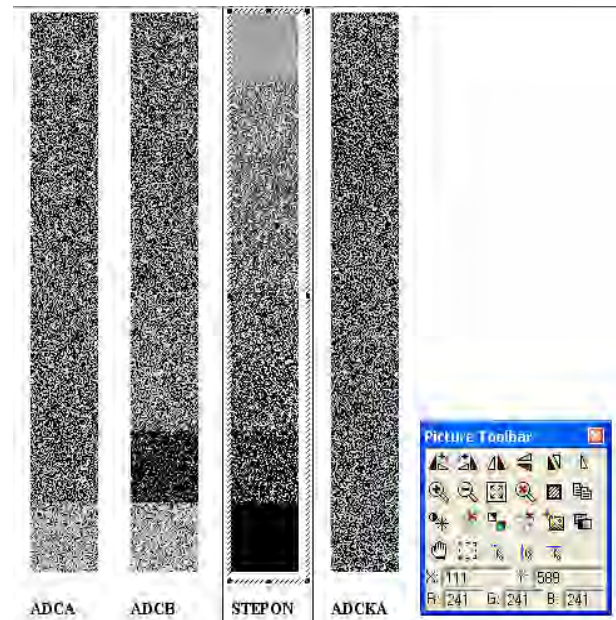 ADCA ADCB STEPON ADCKA
Picture Toolbar
X: 111 Y: 589
R: 241 G: 241 B: 241